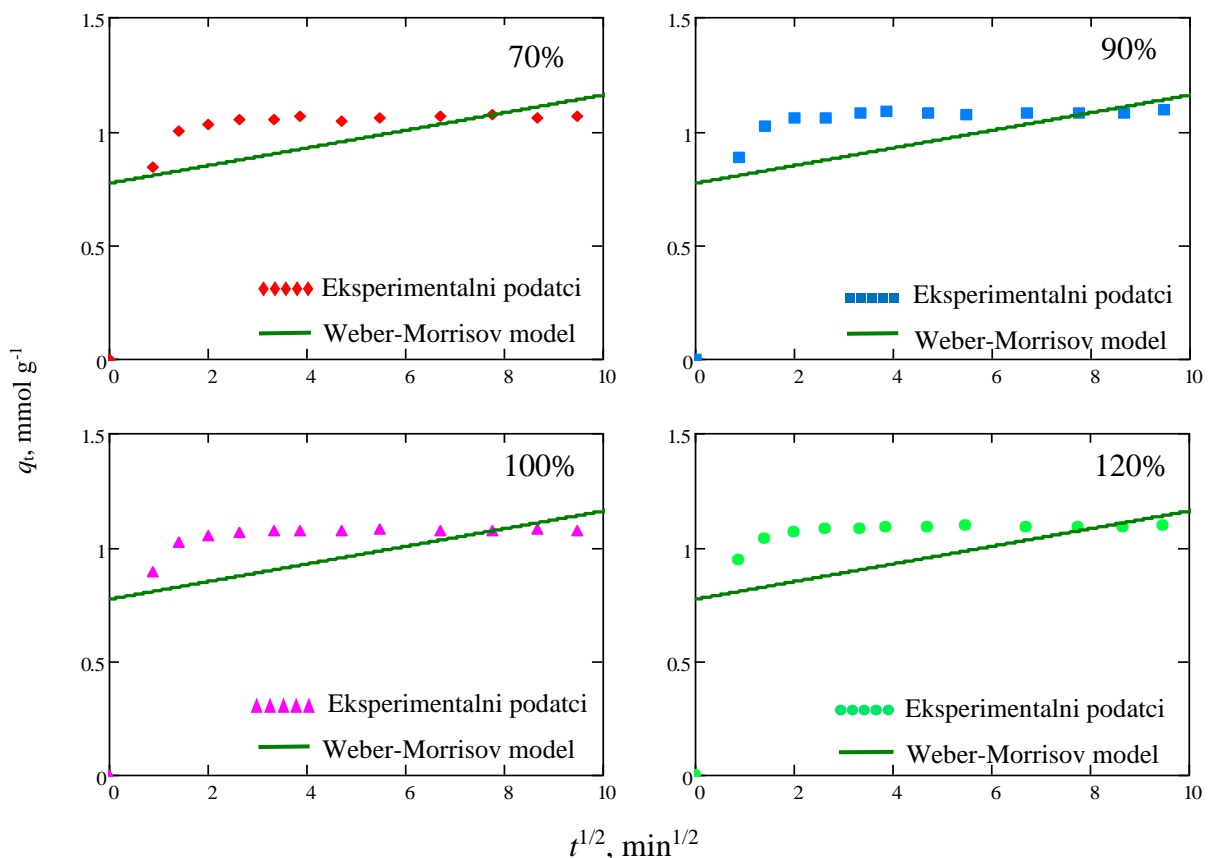 1.5
1
0.5
0
0 2 4 6 8 10
70%
Eksperimentalni podatci
Weber-Morrisov model
1.5
1
0.5
0
0 2 4 6 8 10
90%
Eksperimentalni podatci
Weber-Morrisov model
qt, mmol g-1
1.5
1
0.5
0
0 2 4 6 8 10
100%
Eksperimentalni podatci
Weber-Morrisov model
1.5
1
0.5
0
0 2 4 6 8 10
120%
Eksperimentalni podatci
Weber-Morrisov model
t1/2, min1/2